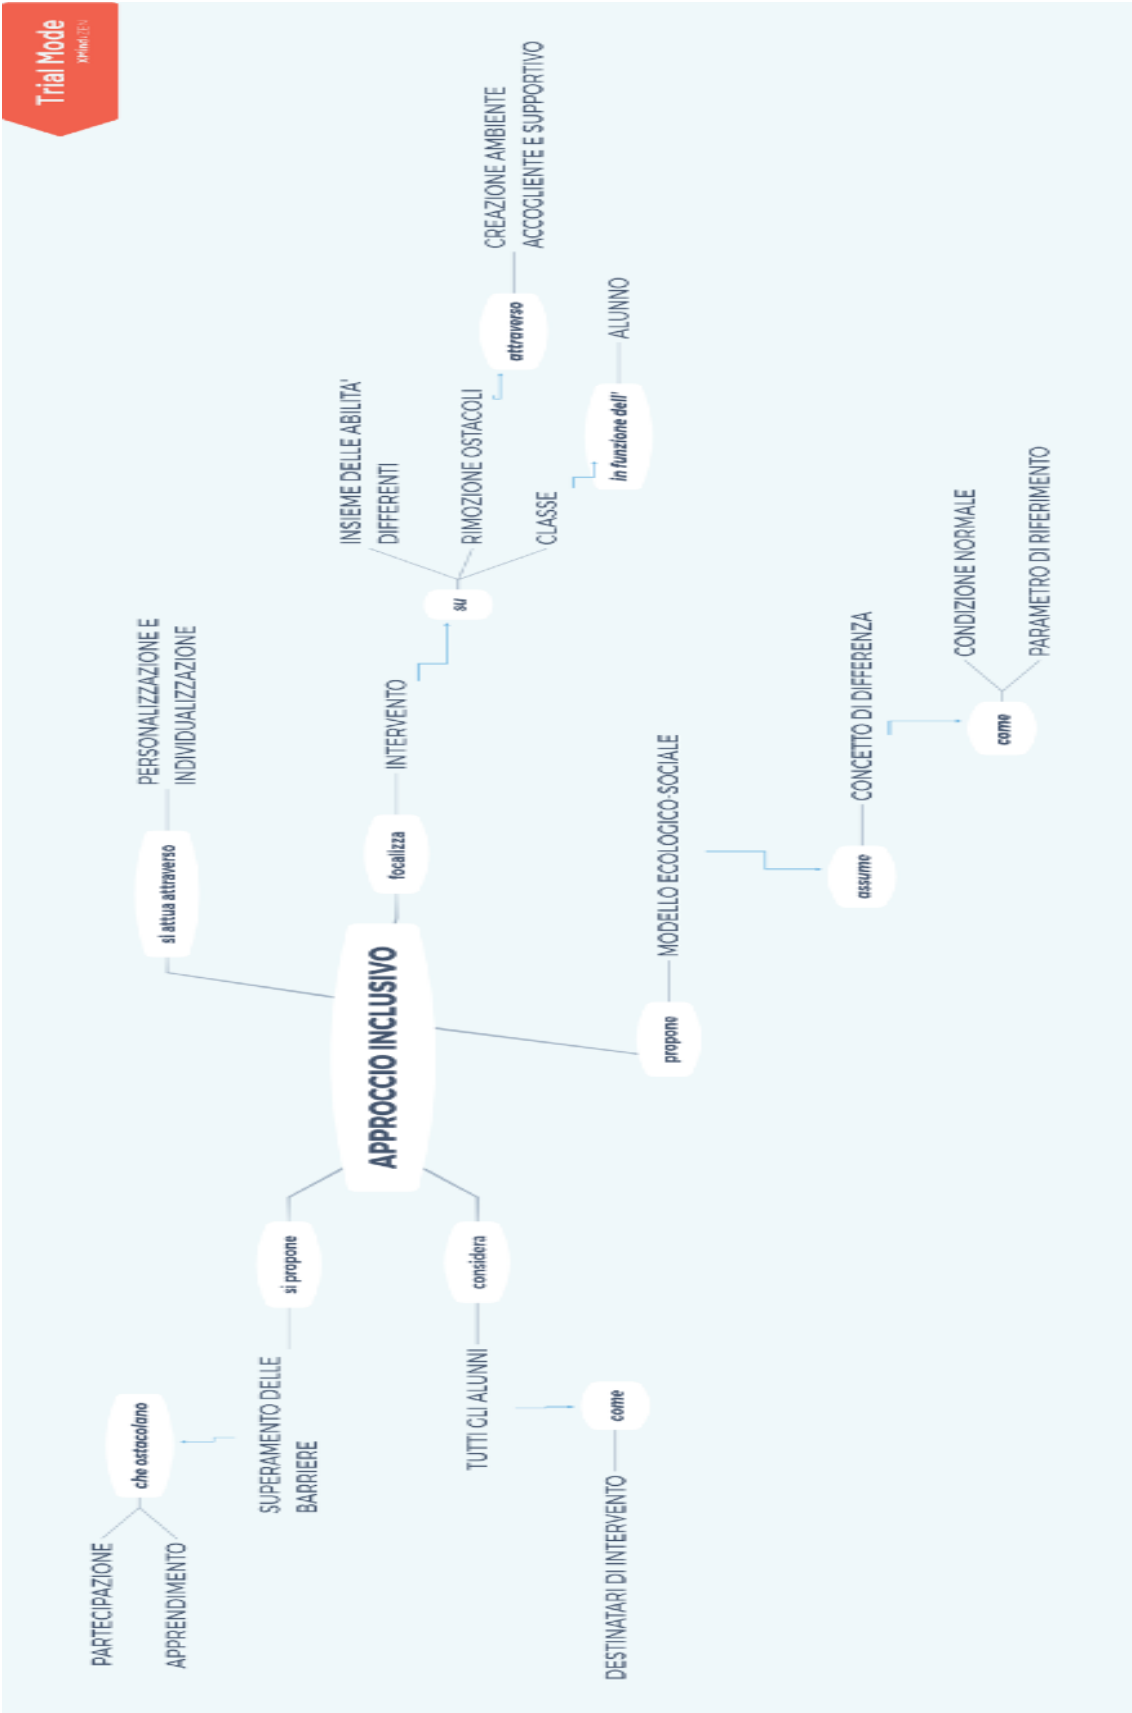 Trial Mode
XMind:ZEN
PERSONALIZZAZIONE E
INDIVIDUALIZZAZIONE
si attua attraverso
APPROCCIO INCLUSIVO
focalizza
INTERVENTO
su
INSIEME DELLE ABILITA'
DIFFERENTI
RIMOZIONE OSTACOLI
attraverso
CREAZIONE AMBIENTE
ACCOGLIENTE E SUPPORTIVO
CLASSE
In funzione dell'
ALUNNO
propone
MODELLO ECOLOGICO-SOCIALE
assume
CONCETTO DI DIFFERENZA
come
CONDIZIONE NORMALE
PARAMETRO DI RIFERIMENTO
si propone
SUPERAMENTO DELLE
BARRIERE
che ostacolano
PARTECIPAZIONE
APPRENDIMENTO
considera
TUTTI GLI ALUNNI
come
DESTINATARI DI INTERVENTO